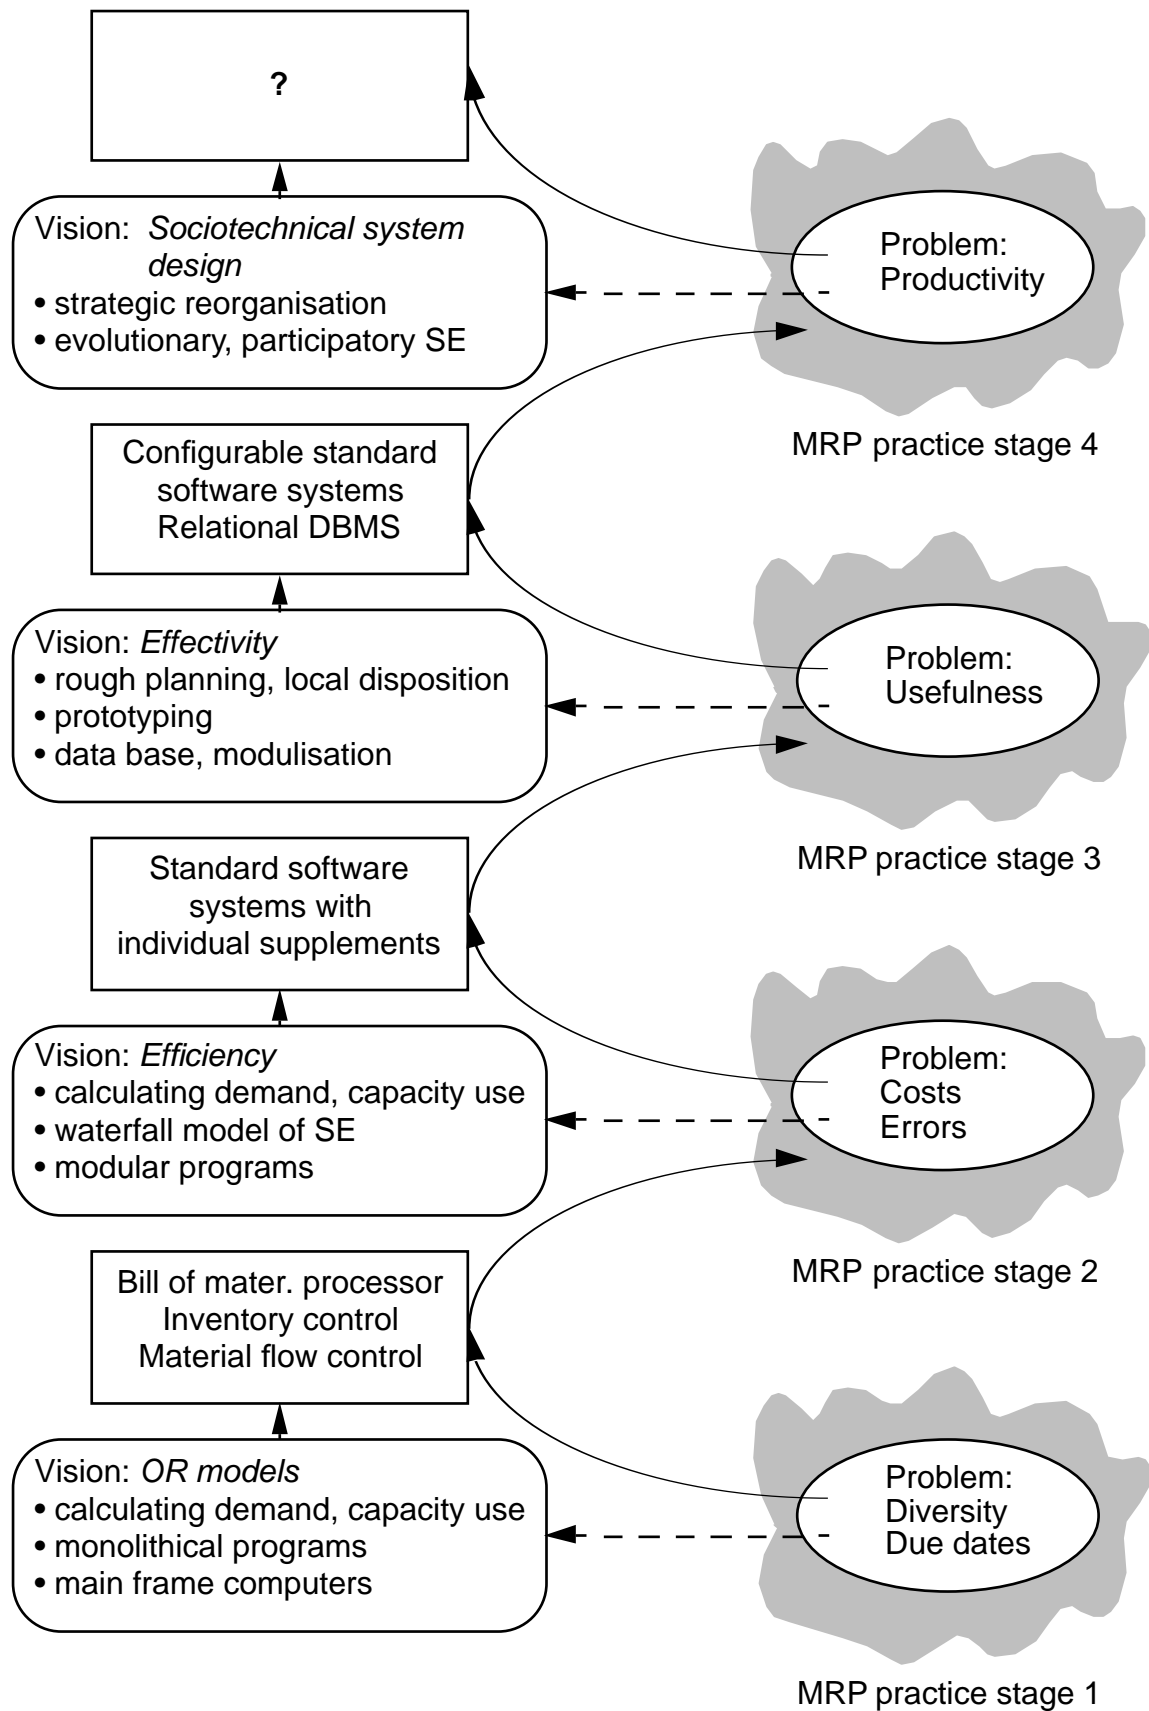 ?
Vision: Sociotechnical system
design
• strategic reorganisation
• evolutionary, participatory SE
Problem:
Productivity
MRP practice stage 4
Configurable standard
software systems
Relational DBMS
Vision: Effectivity
• rough planning, local disposition
• prototyping
• data base, modulisation
Problem:
Usefulness
MRP practice stage 3
Standard software
systems with
individual supplements
Vision: Efficiency
• calculating demand, capacity use
• waterfall model of SE
• modular programs
Problem:
Costs
Errors
MRP practice stage 2
Bill of mater. processor
Inventory control
Material flow control
Vision: OR models
• calculating demand, capacity use
• monolithical programs
• main frame computers
Problem:
Diversity
Due dates
MRP practice stage 1